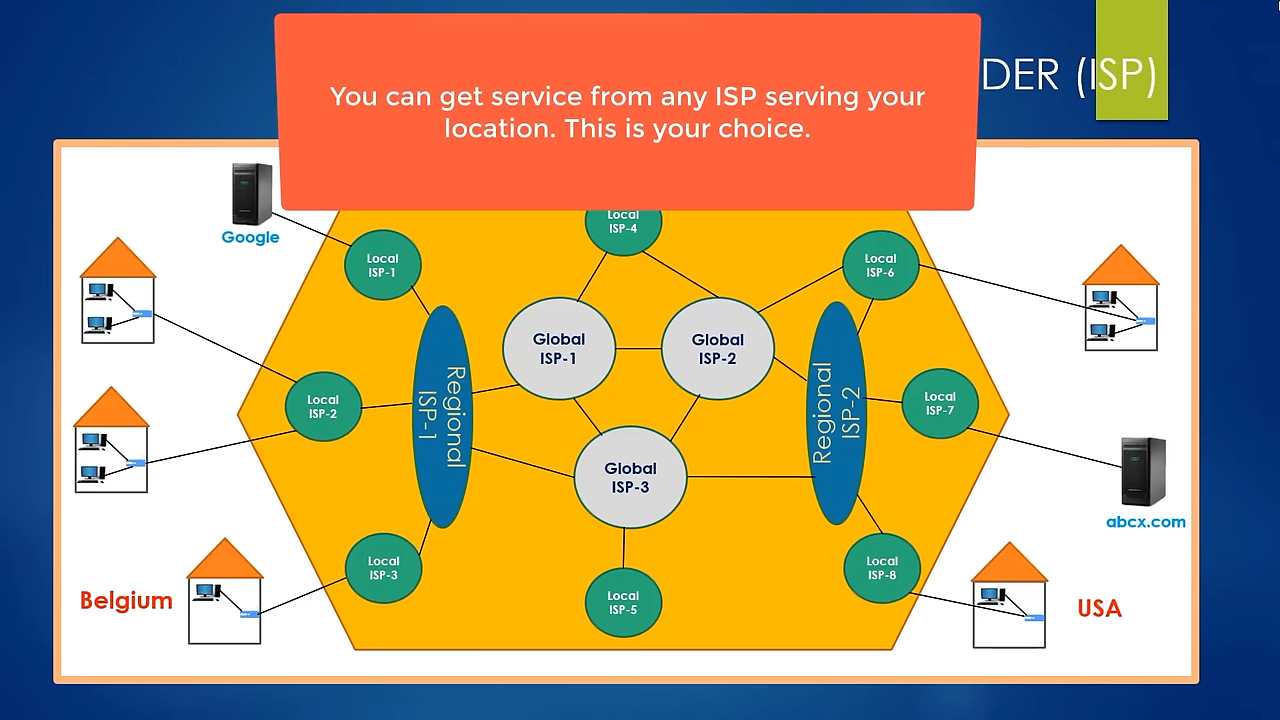 DER (ISP)
You can get service from any ISP serving your
location. This is your choice.
Google
Local
ISP-1
Local
ISP-4
Local
ISP-6
Global
ISP-1
Global
ISP-2
Regional
ISP-1
Regional
ISP-2
Local
ISP-2
Local
ISP-7
Global
ISP-3
abcx.com
Local
ISP-3
Local
ISP-8
Local
ISP-5
Belgium
USA